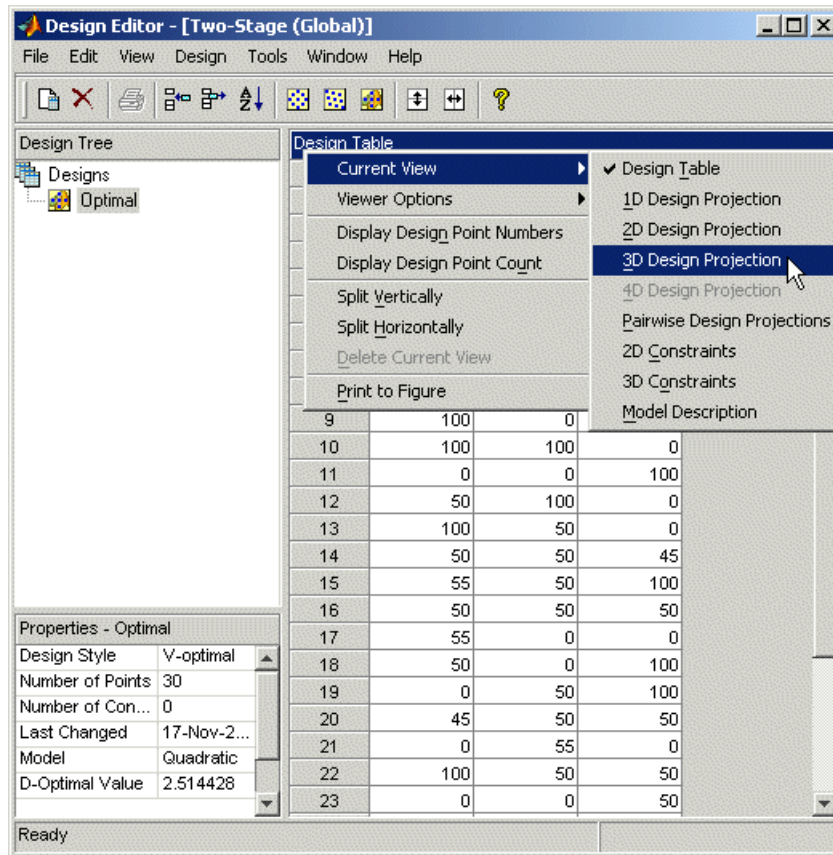 Design Editor - [Two-Stage (Global)]
File Edit View Design Tools Window Help
Design Tree
Designs
Optimal
Design Table
Current View
Viewer Options
Display Design Point Numbers
Display Design Point Count
Split Vertically
Split Horizontally
Delete Current View
Print to Figure
Design Table
1D Design Projection
2D Design Projection
3D Design Projection
4D Design Projection
Pairwise Design Projections
2D Constraints
3D Constraints
Model Description
9 100 0
10 100 100 0
11 0 0 100
12 50 100 0
13 100 50 0
14 50 50 45
15 55 50 100
16 50 50 50
17 55 0 0
18 50 0 100
19 0 50 100
20 45 50 50
21 0 55 0
22 100 50 50
23 0 0 50
Properties - Optimal
Design Style V-optimal
Number of Points 30
Number of Con... 0
Last Changed 17-Nov-2...
Model Quadratic
D-Optimal Value 2.514428
Ready